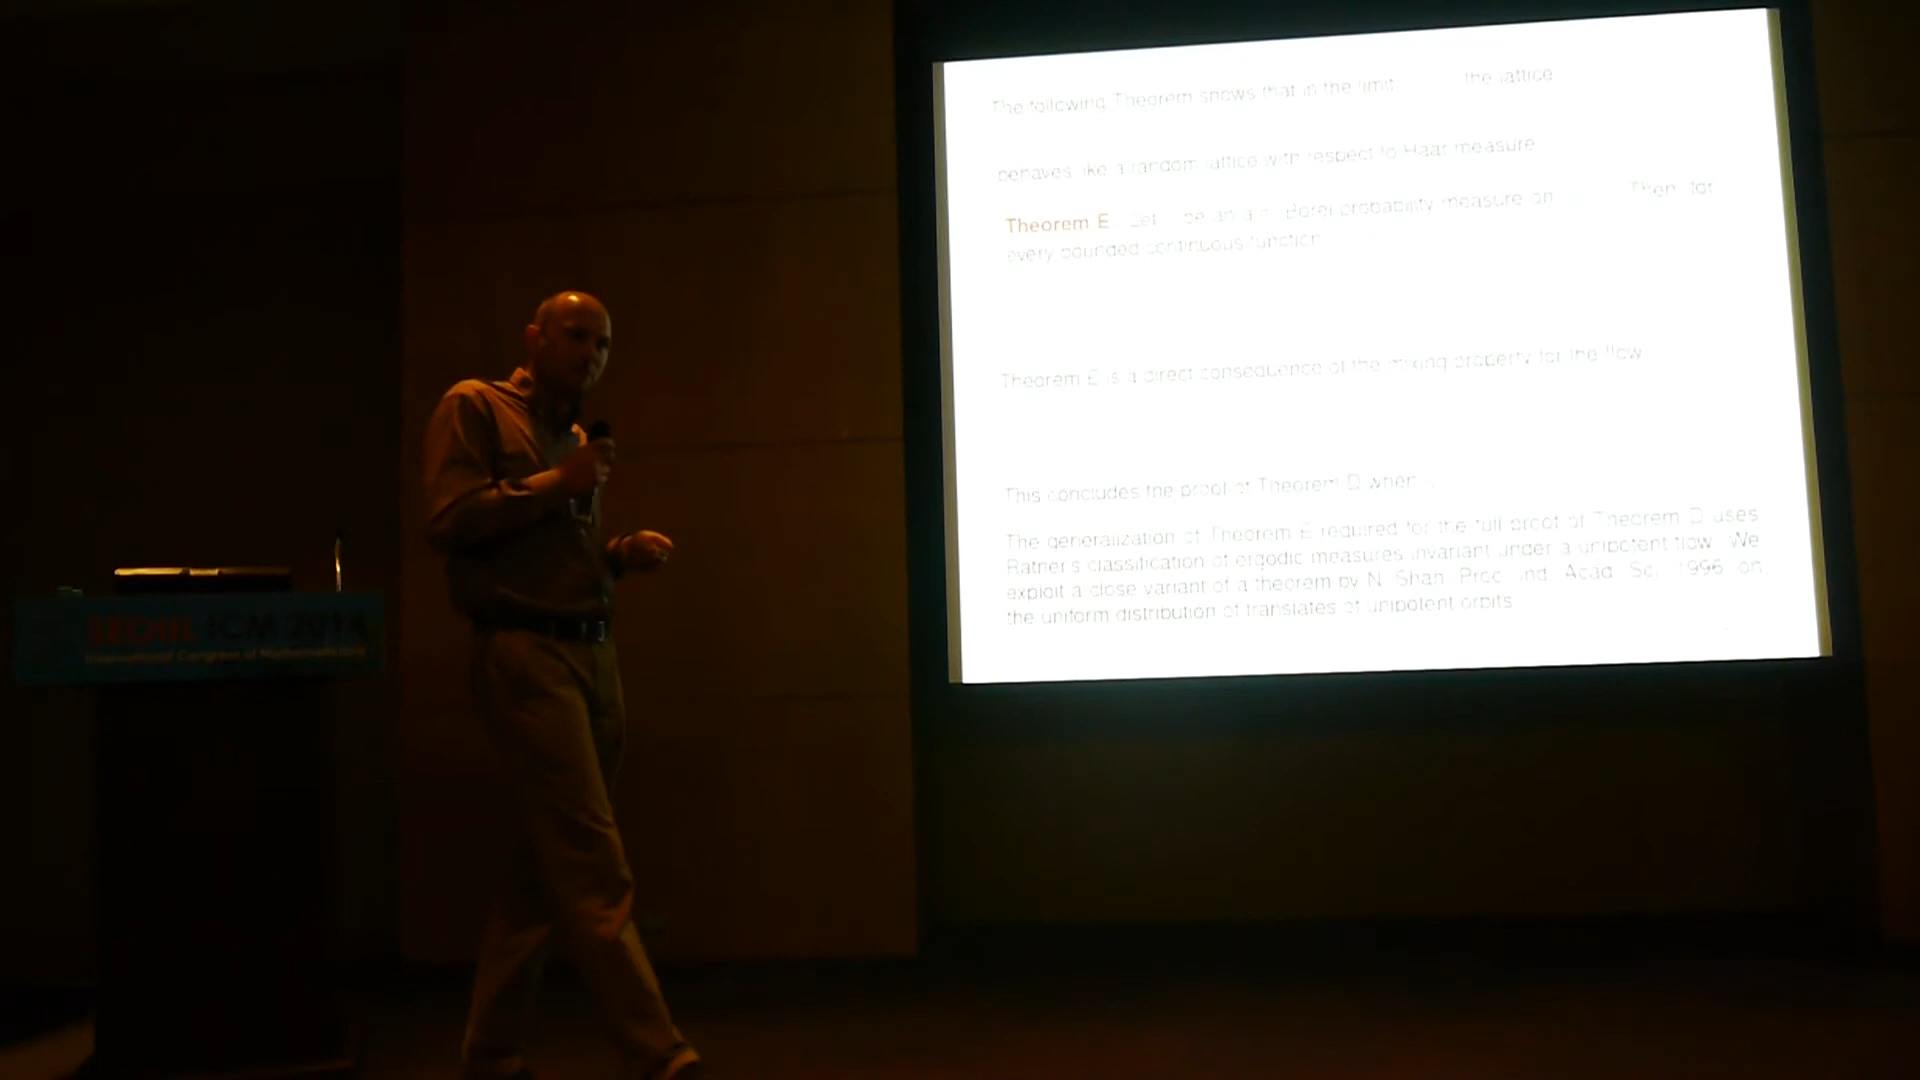 SEOUL ICM 2014
International Congress of Mathematicians
The following Theorem shows that in the limit the lattice
behaves like a random lattice with respect to Haar measure
Theorem E Let be an a.c. Borel probability measure on Then for
every bounded continuous function
Theorem E is a direct consequence of the mixing property for the flow
This concludes the proof of Theorem D when
The generalization of Theorem E required for the full proof of Theorem D uses
Ratner's classification of ergodic measures invariant under a unipotent flow. We
exploit a close variant of a theorem by N. Shah Proc. Ind. Acad. Sci. 1996 on
the uniform distribution of translates of unipotent orbits